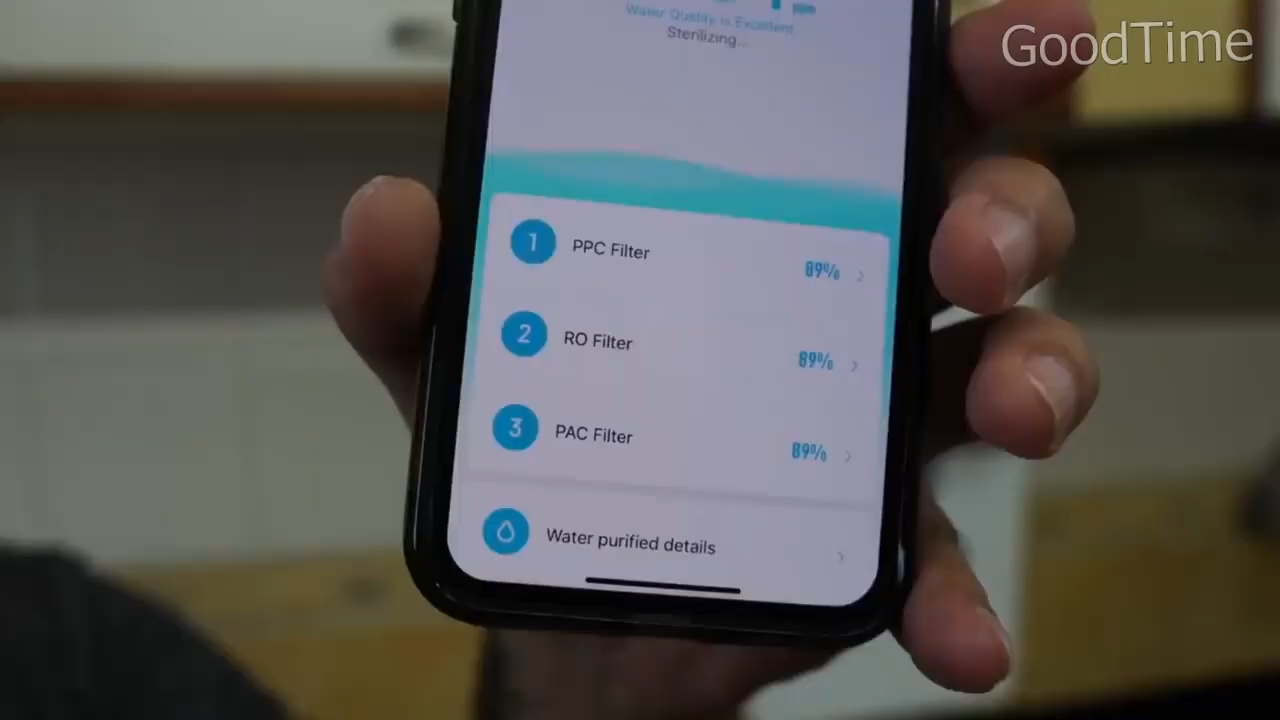 GoodTime
Water Quality is Excellent
Sterilizing...
1 PPC Filter 89%
2 RO Filter 89%
3 PAC Filter 89%
Water purified details